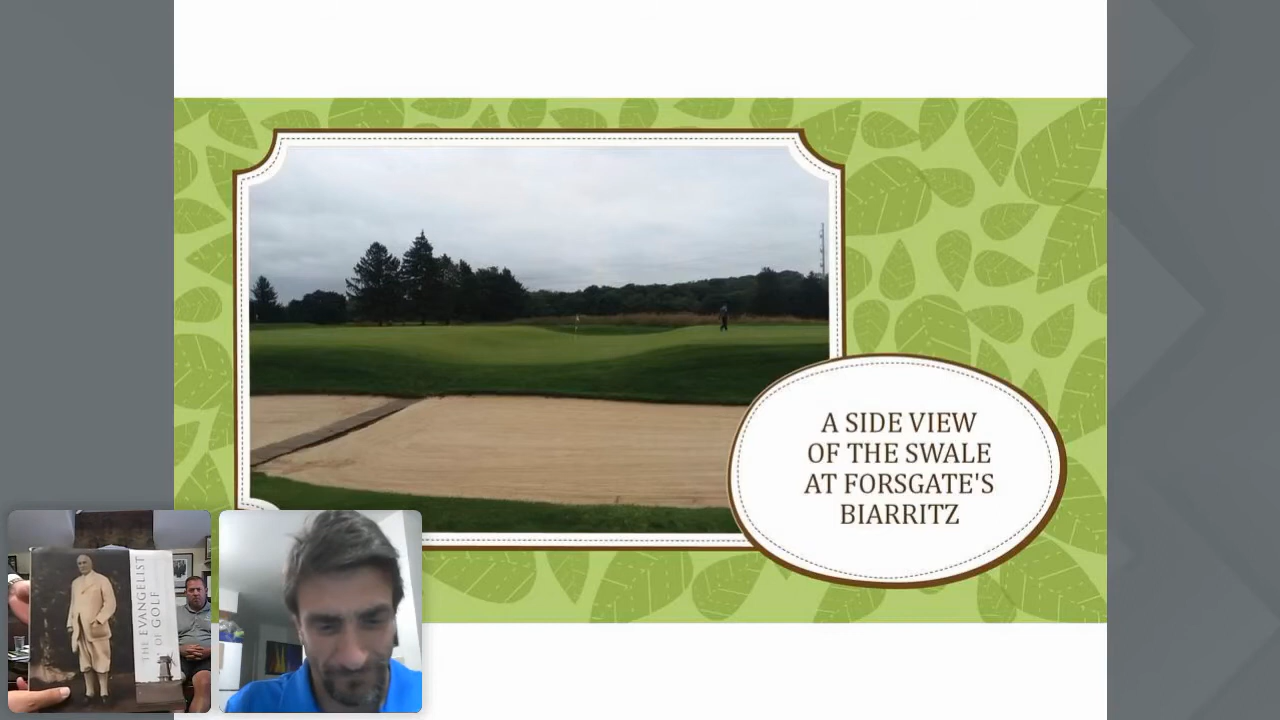 A SIDE VIEW
OF THE SWALE
AT FORSGATE'S
BIARRITZ
THE EVANGELIST
OF GOLF